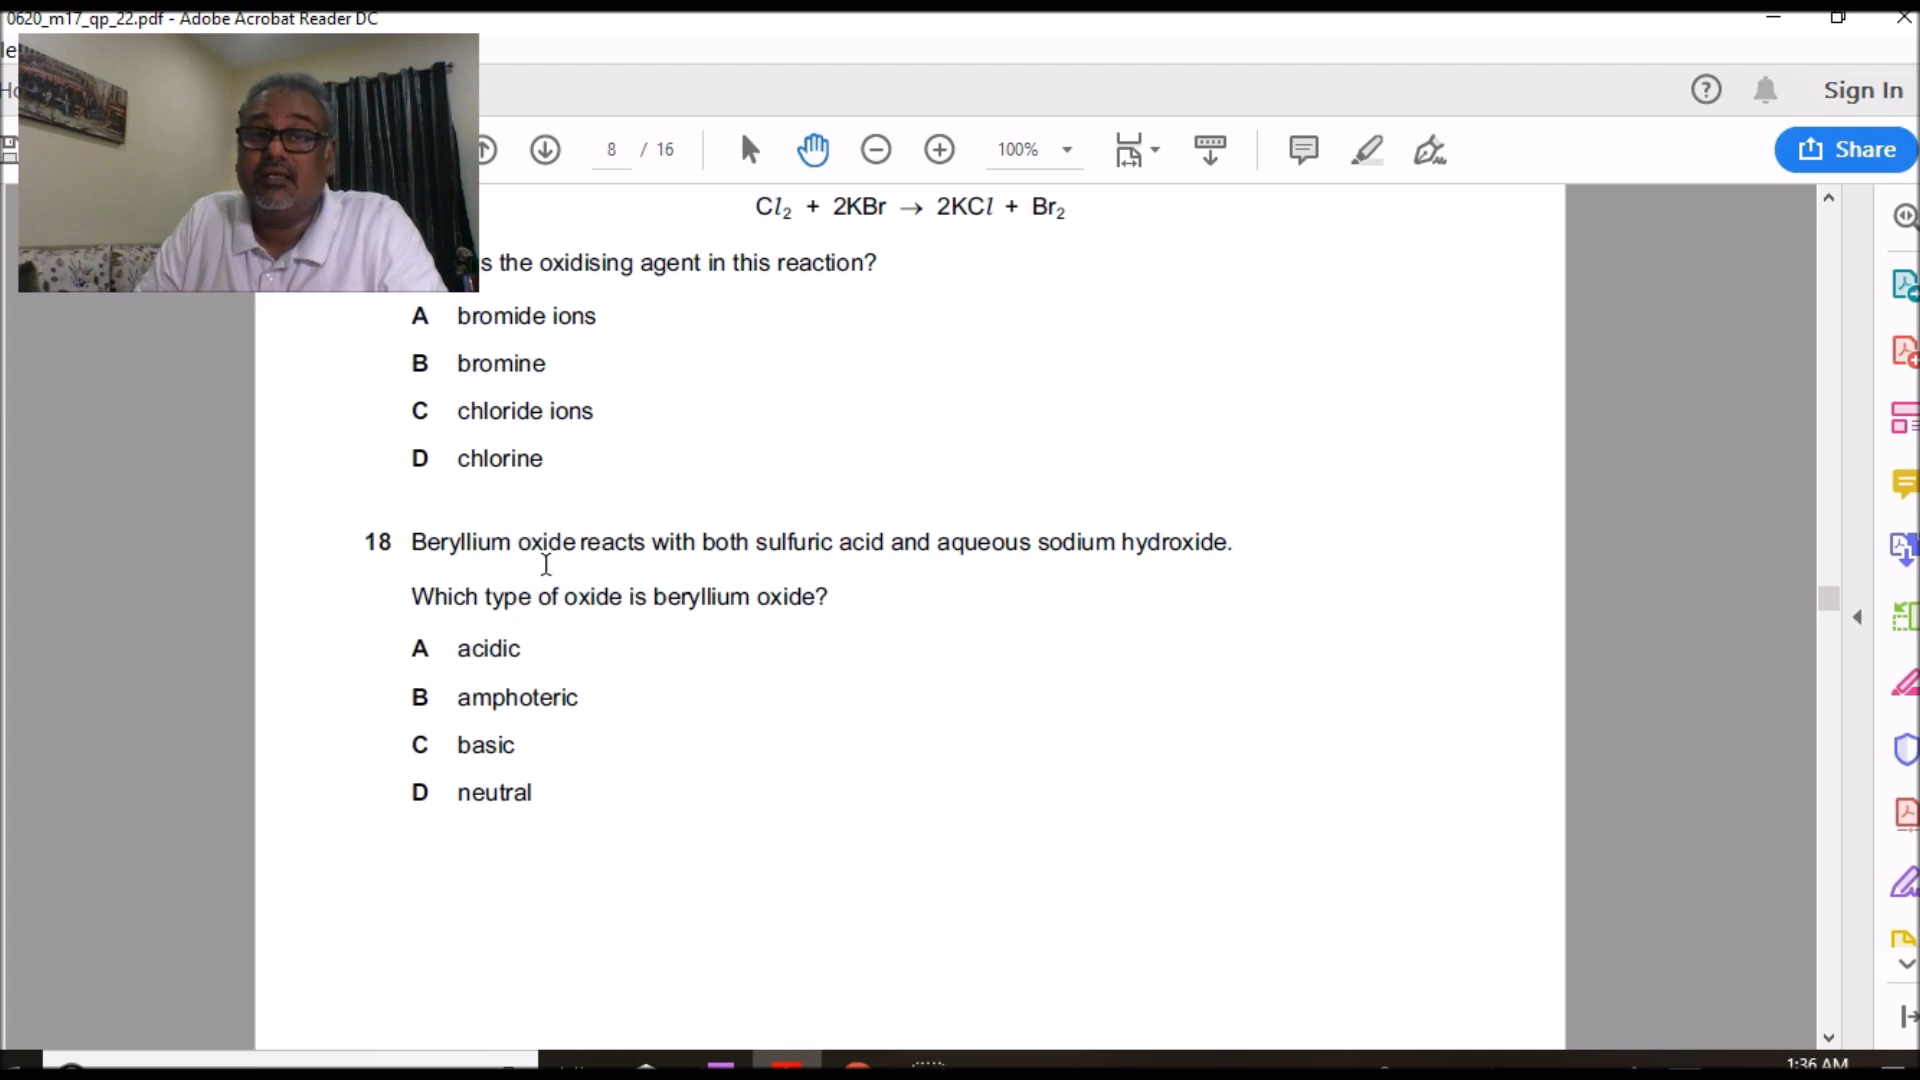 0620_m17_qp_22.pdf - Adobe Acrobat Reader DC
Sign In
8 / 16
100%
Share
Cl₂ + 2KBr → 2KCl + Br₂
s the oxidising agent in this reaction?
A bromide ions
B bromine
C chloride ions
D chlorine
18 Beryllium oxide reacts with both sulfuric acid and aqueous sodium hydroxide.
Which type of oxide is beryllium oxide?
A acidic
B amphoteric
C basic
D neutral
1:36 AM